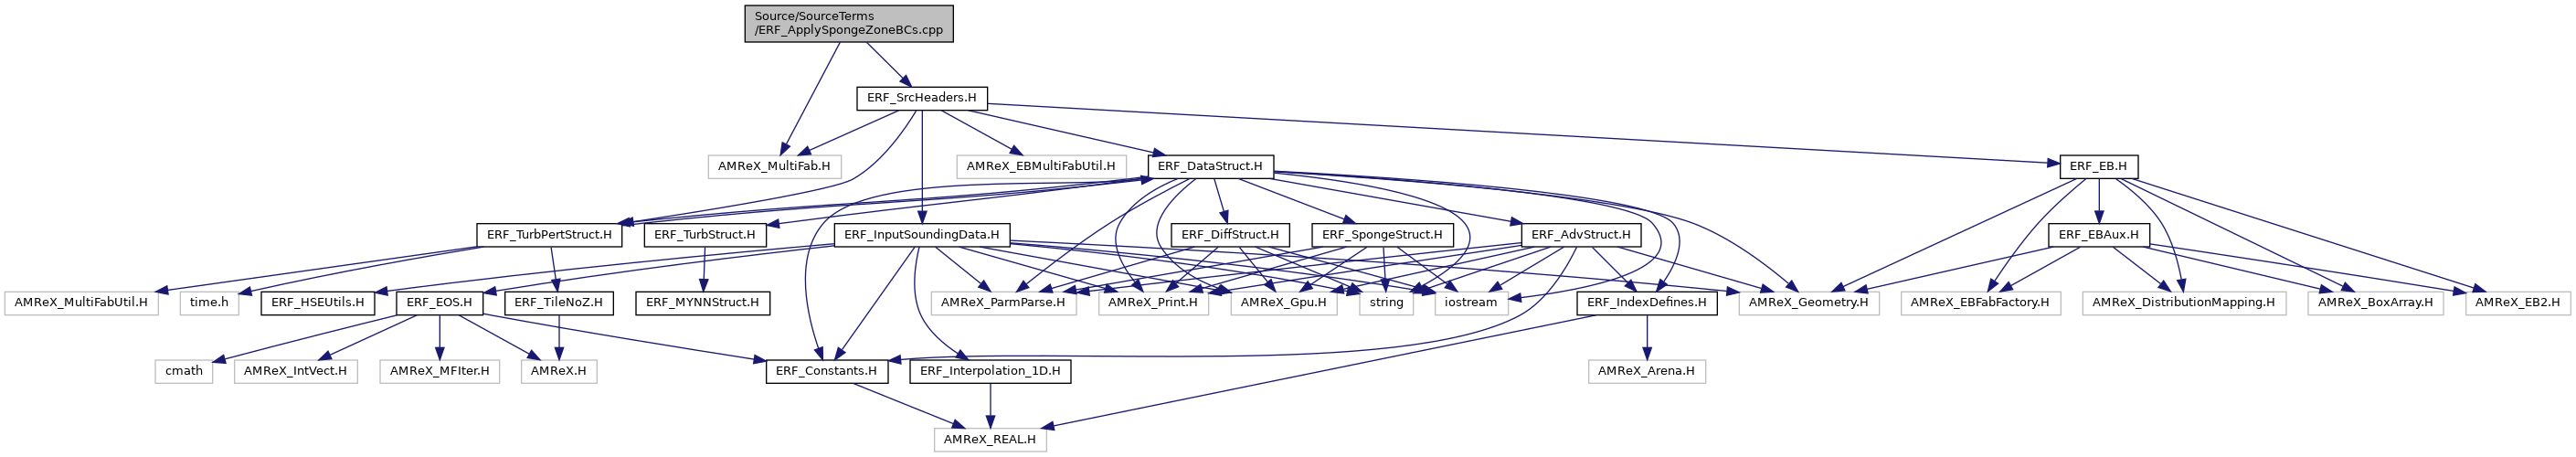 Source/SourceTerms
/ERF_ApplySpongeZoneBCs.cpp
ERF_SrcHeaders.H
AMReX_MultiFab.H
AMReX_EBMultiFabUtil.H
ERF_DataStruct.H
ERF_EB.H
ERF_TurbPertStruct.H
ERF_TurbStruct.H
ERF_InputSoundingData.H
ERF_DiffStruct.H
ERF_SpongeStruct.H
ERF_AdvStruct.H
ERF_EBAux.H
AMReX_MultiFabUtil.H
time.h
ERF_HSEUtils.H
ERF_EOS.H
ERF_TileNoZ.H
ERF_MYNNStruct.H
AMReX_ParmParse.H
AMReX_Print.H
AMReX_Gpu.H
string
iostream
ERF_IndexDefines.H
AMReX_Geometry.H
AMReX_EBFabFactory.H
AMReX_DistributionMapping.H
AMReX_BoxArray.H
AMReX_EB2.H
cmath
AMReX_IntVect.H
AMReX_MFIter.H
AMReX.H
ERF_Constants.H
ERF_Interpolation_1D.H
AMReX_Arena.H
AMReX_REAL.H